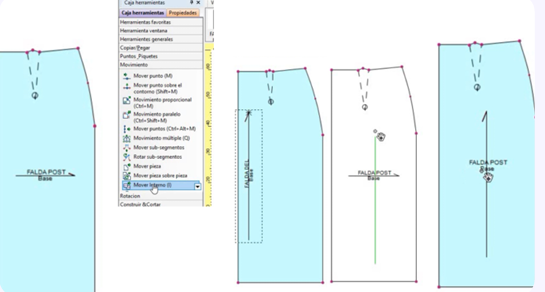 Caja herramientas
Caja herramientas Propiedades
Herramientas favoritas
Herramienta ventana
Herramientas generales
Copiar/Pegar
Puntos_Piquetes
Movimiento
Mover punto (M)
Mover punto sobre el
contorno (Shift+M)
Movimiento proporcional
(Ctrl+M)
Movimiento paralelo
(Ctrl+Shift+M)
Mover puntos (Ctrl+Alt+M)
Movimiento múltiple (Q)
Mover sub-segmentos
Rotar sub-segmentos
Mover pieza
Mover pieza sobre pieza
Mover Interno (I)
Rotacion
Construir &Cortar
FALDA POST
Base
FALDA DEL
Base
FALDA POST
Base
FALDA POST
Base